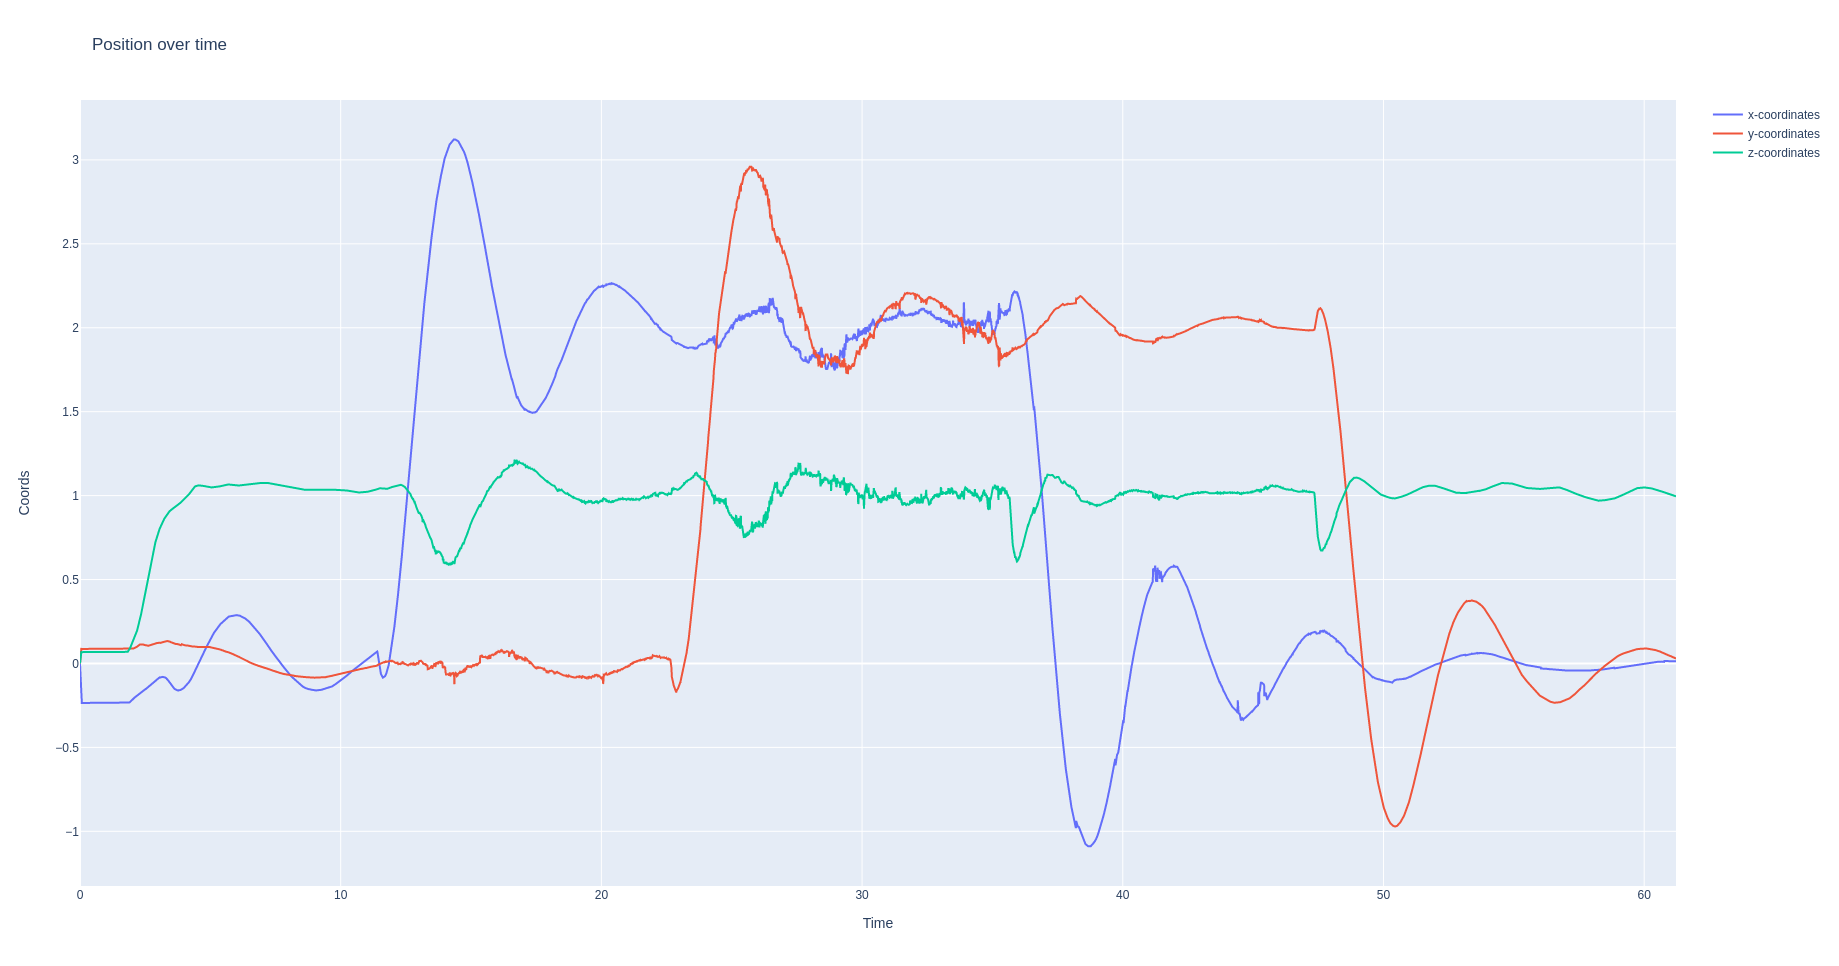 Position over time
x-coordinates
y-coordinates
z-coordinates
3
2.5
2
1.5
1
0.5
0
−0.5
−1
Coords
0 10 20 30 40 50 60
Time